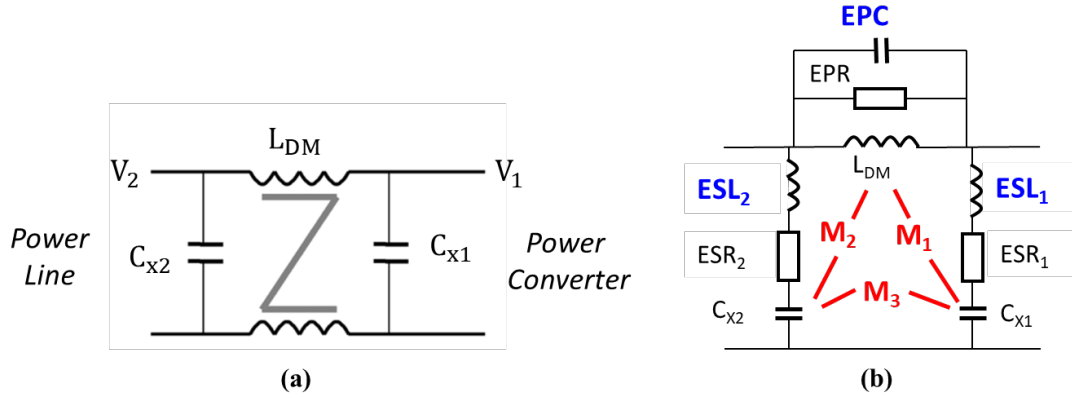 L_DM
V_2
V_1
Power
Line
C_x2
C_x1
Power
Converter
(a)
EPC
EPR
L_DM
ESL_2
ESL_1
M_2
M_1
ESR_2
ESR_1
M_3
C_X2
C_X1
(b)